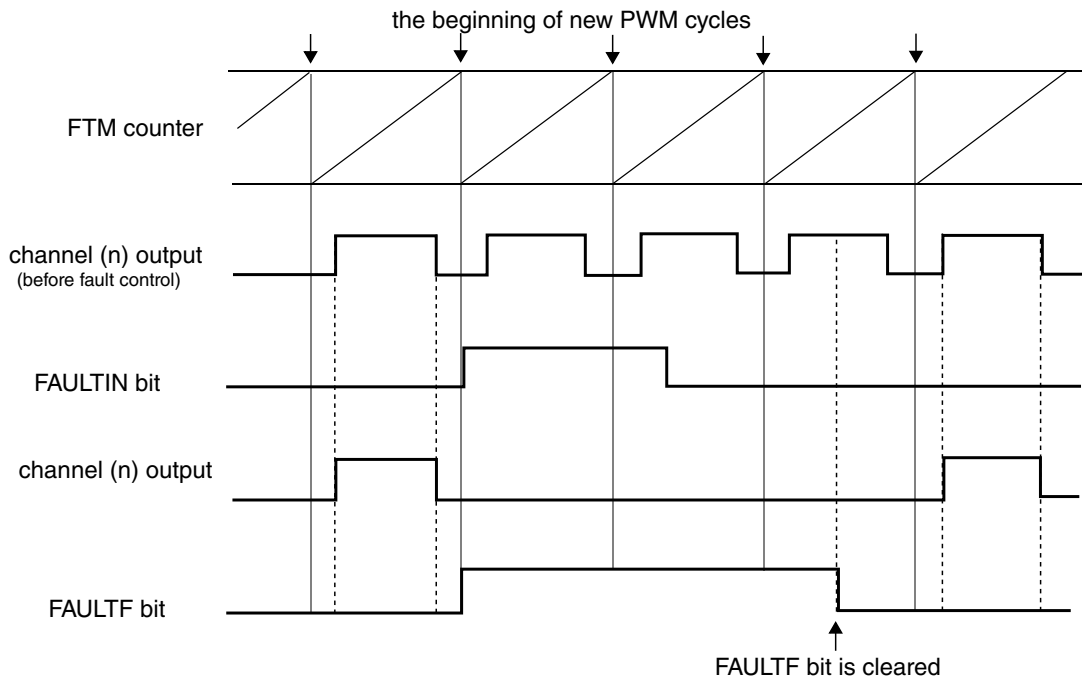 the beginning of new PWM cycles
FTM counter
channel (n) output
(before fault control)
FAULTIN bit
channel (n) output
FAULTF bit
FAULTF bit is cleared